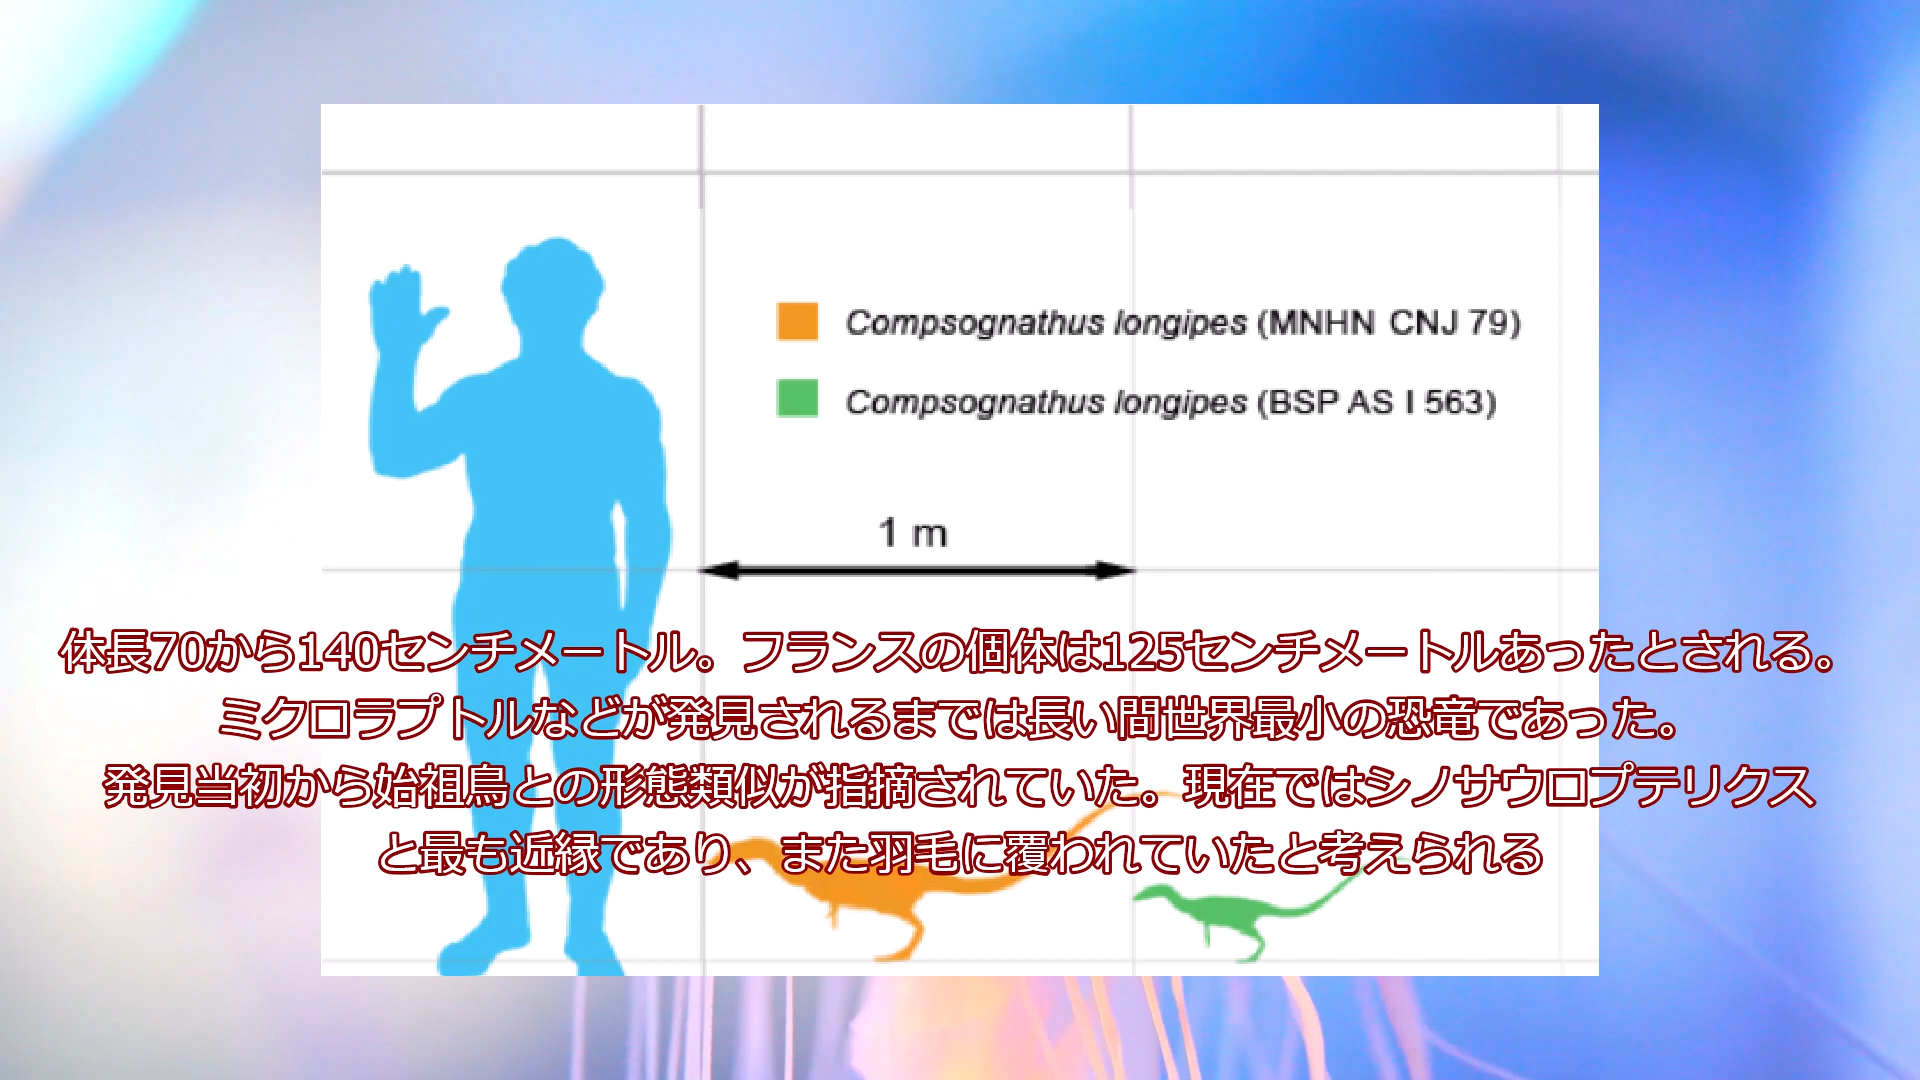 Compsognathus longipes (MNHN CNJ 79)
Compsognathus longipes (BSP AS I 563)
1 m
体長70から140センチメートル。フランスの個体は125センチメートルあったとされる。
ミクロラプトルなどが発見されるまでは長い間世界最小の恐竜であった。
発見当初から始祖鳥との形態類似が指摘されていた。現在ではシノサウロプテリクス
と最も近縁であり、また羽毛に覆われていたと考えられる